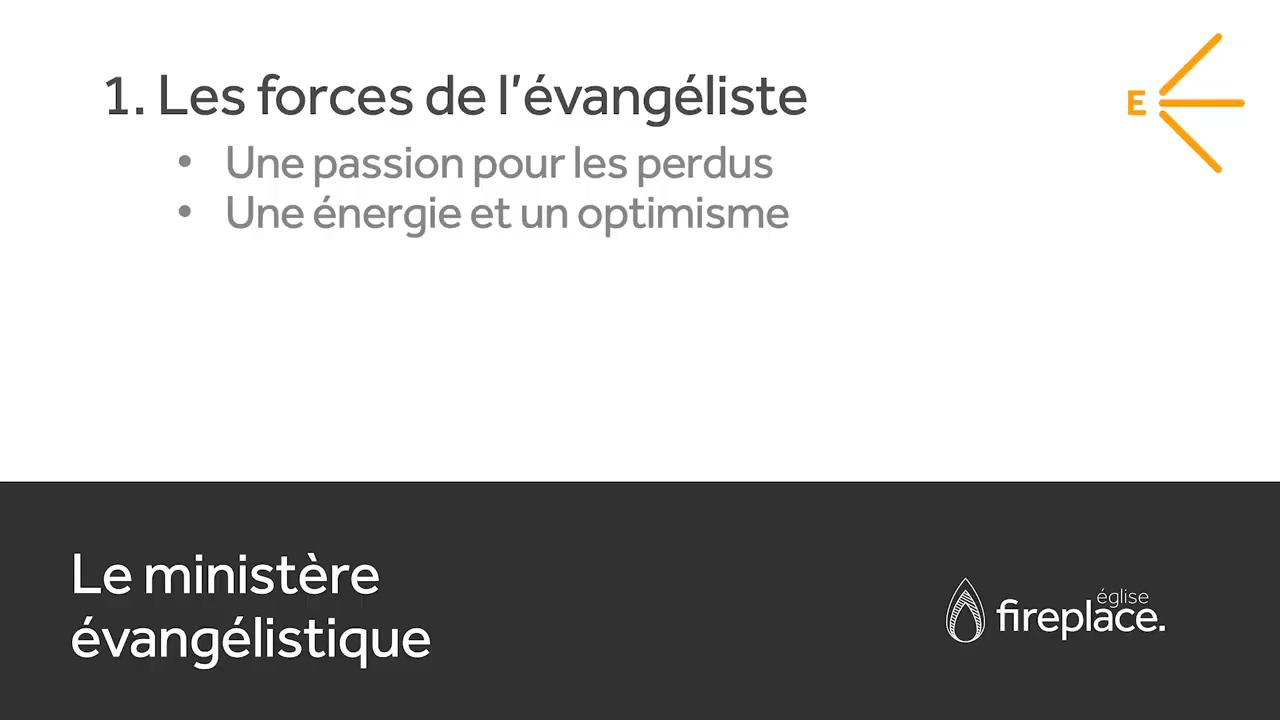 1. Les forces de l’évangéliste
• Une passion pour les perdus
• Une énergie et un optimisme
E
Le ministère
évangélistique
église
fireplace.